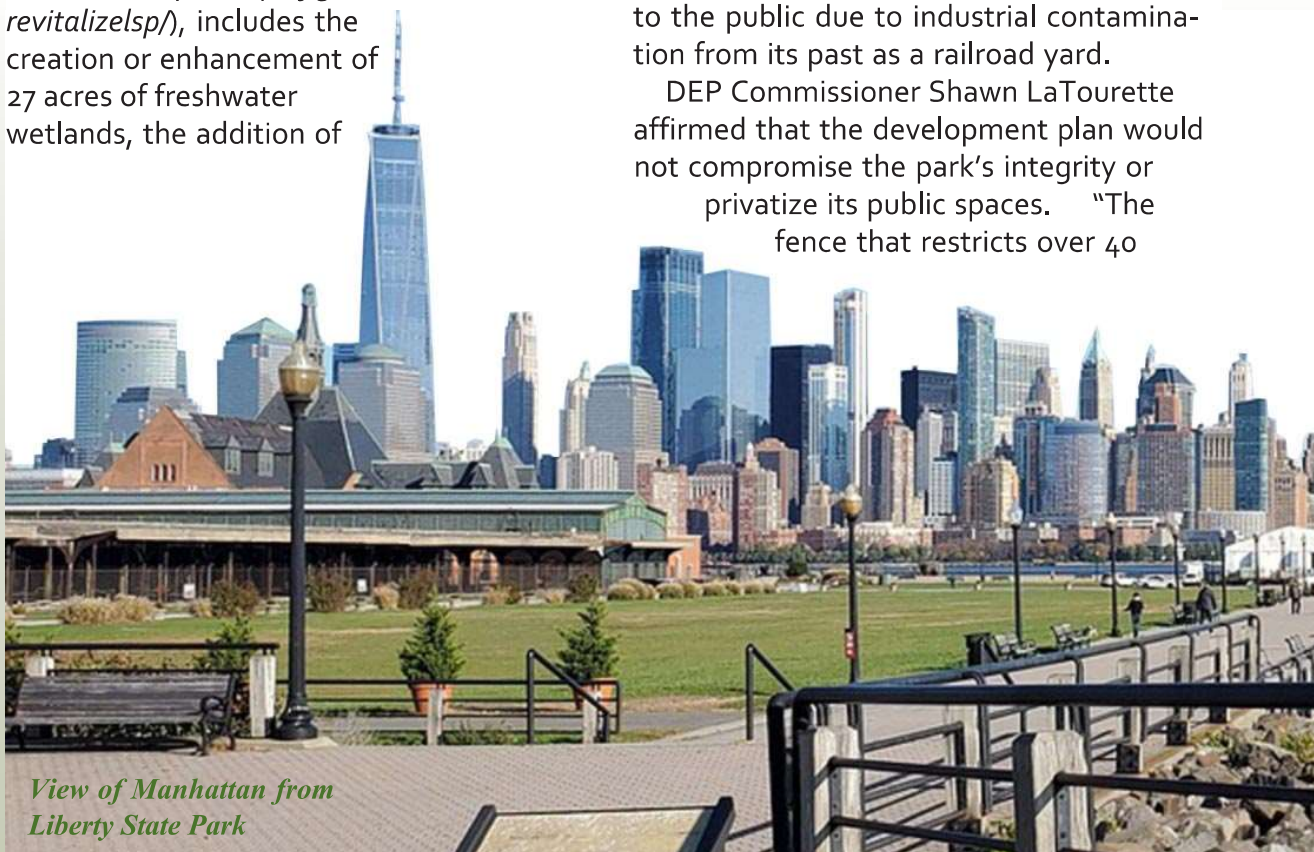 revitalizelsp/), includes the
creation or enhancement of
27 acres of freshwater
wetlands, the addition of
to the public due to industrial contamina-
tion from its past as a railroad yard.
DEP Commissioner Shawn LaTourette
affirmed that the development plan would
not compromise the park’s integrity or
privatize its public spaces. “The
fence that restricts over 40
View of Manhattan from
Liberty State Park